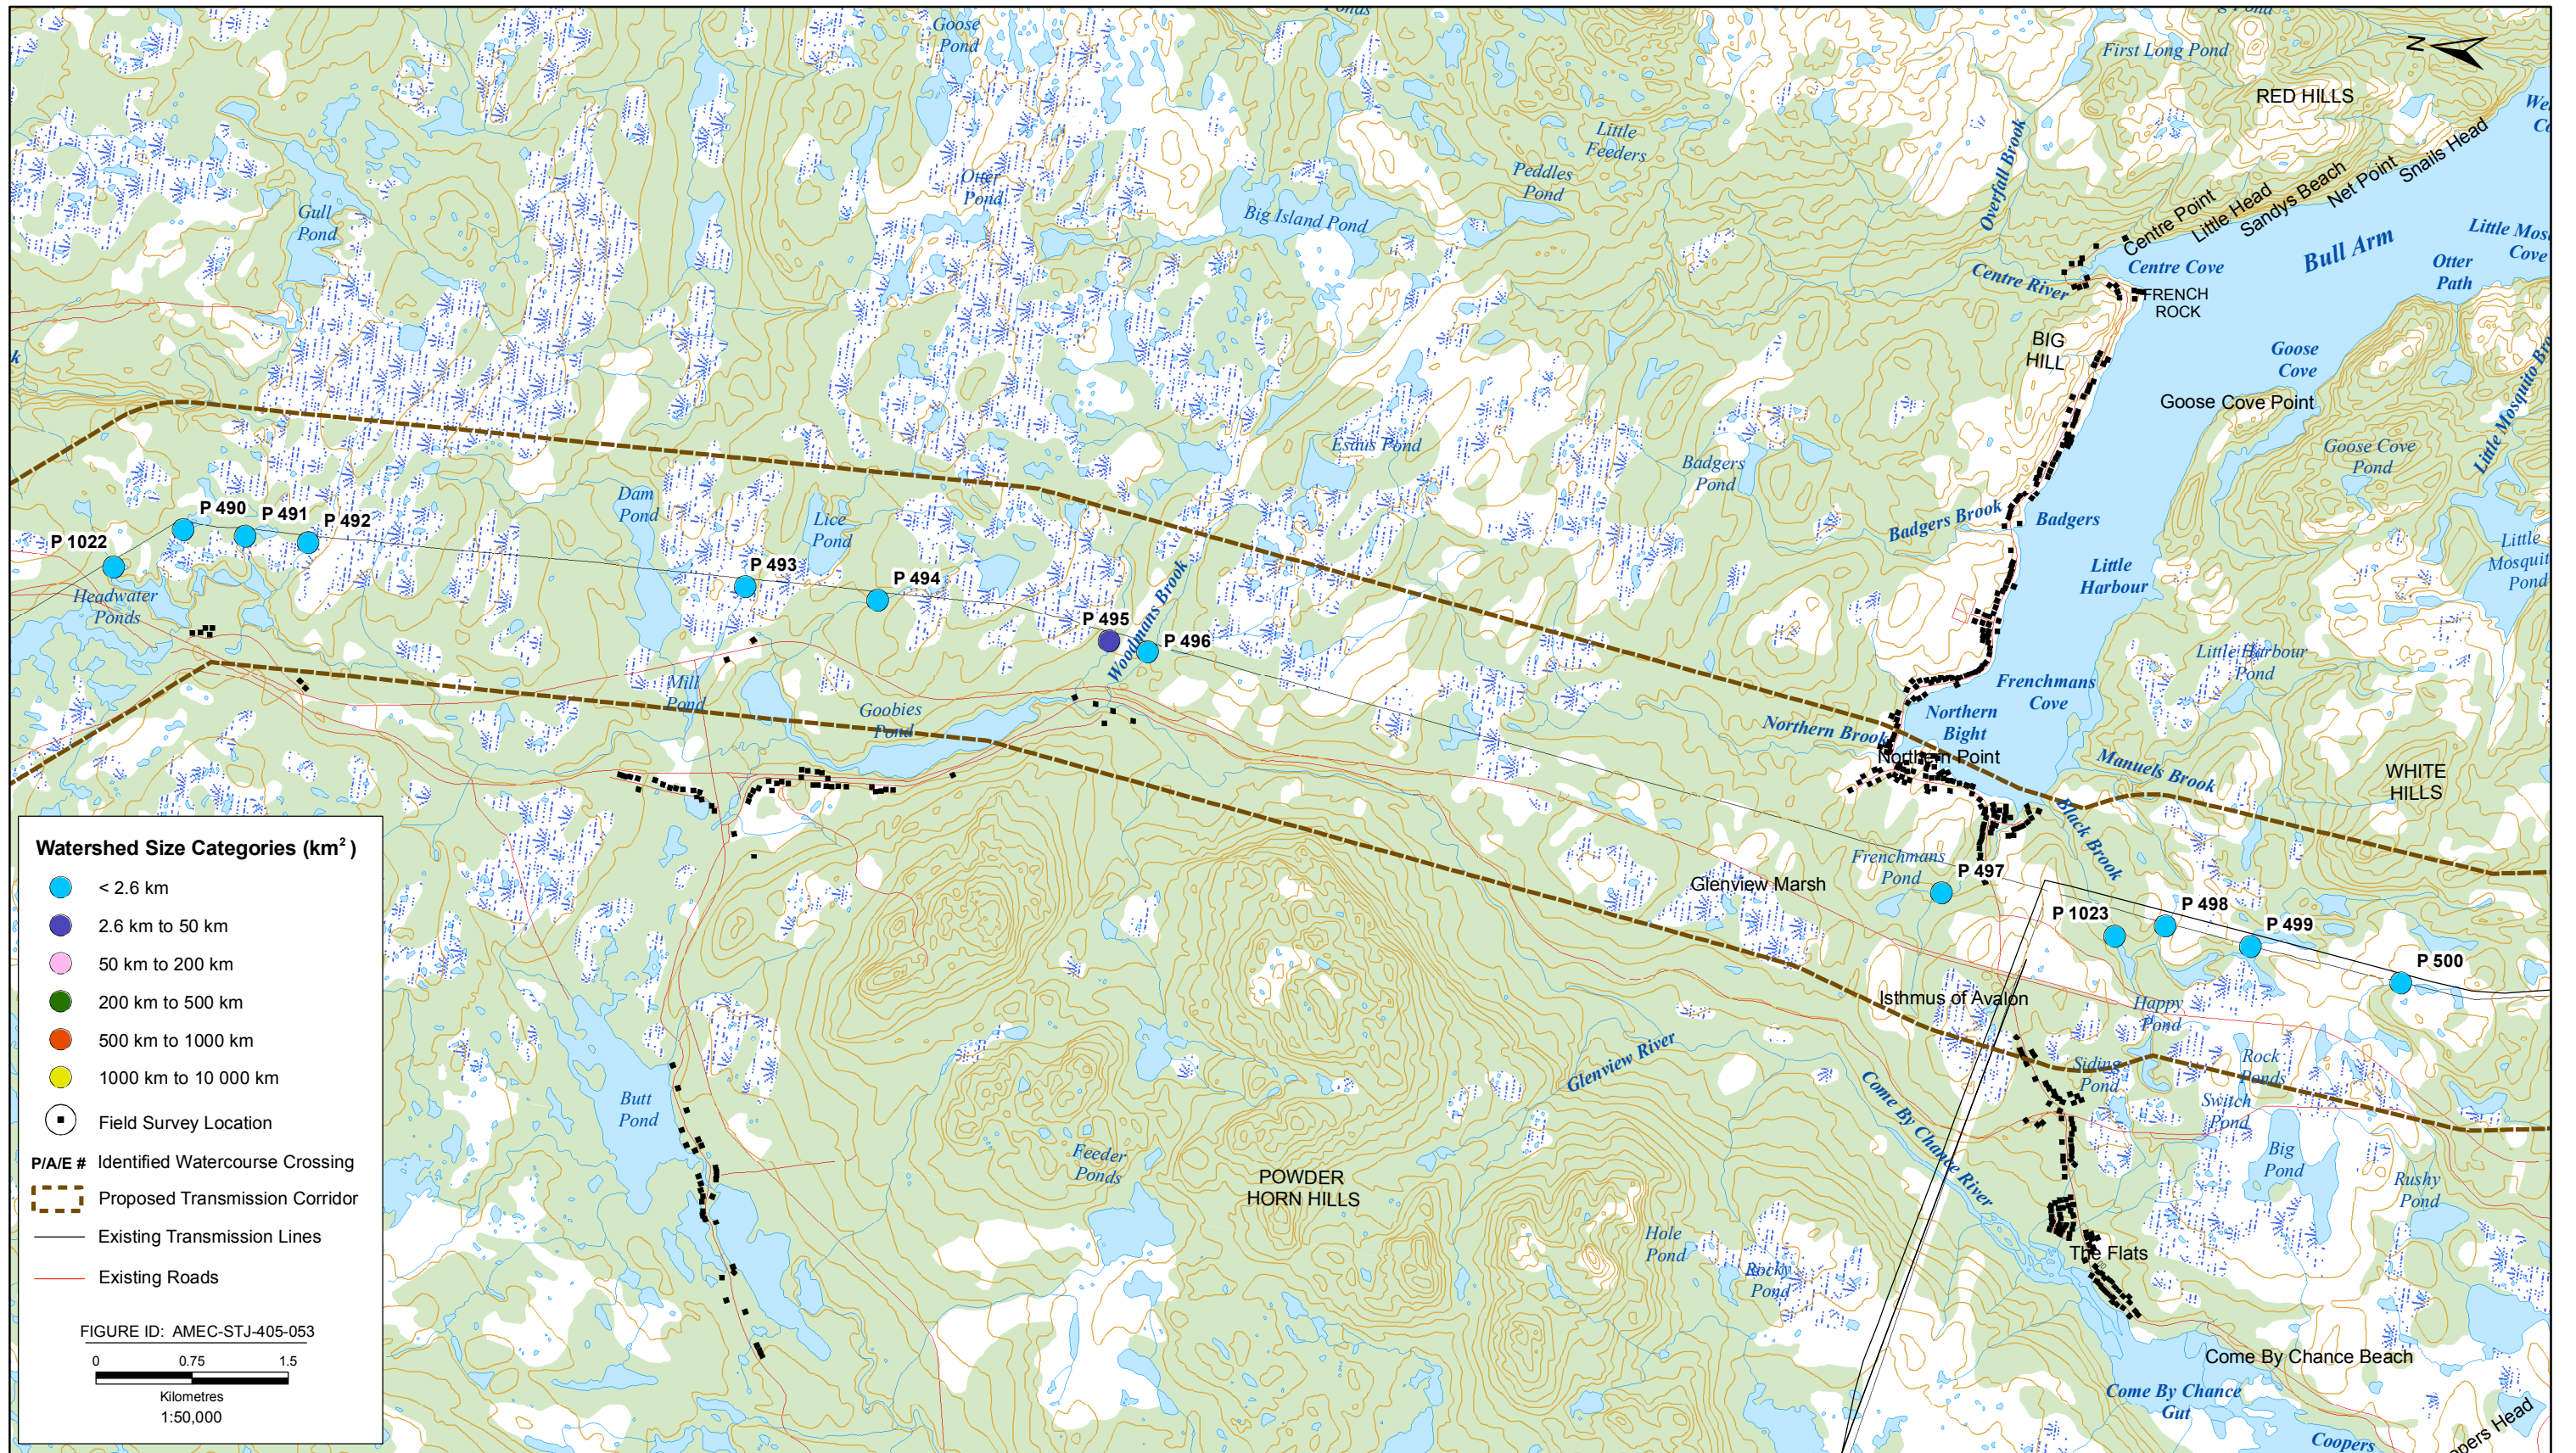 Goose
Pond
Ponds
First Long Pond
N
RED HILLS
Little
Feeders
Peddles
Pond
Otter
Pond
Big Island Pond
Gull
Pond
Overfall Brook
Centre Point
Little Head
Sandys Beach
Net Point
Snails Head
Bull Arm
Otter
Path
Centre Cove
Centre River
FRENCH
ROCK
BIG
HILL
Goose
Cove
Goose Cove Point
Goose Cove
Pond
Little Mosquito
Esdus Pond
Badgers
Pond
Badgers Brook
Badgers
Little
Harbour
Little
Pond
Dam
Pond
Lice
Pond
P 490
P 491
P 492
P 1022
Headwater
Ponds
P 493
P 494
P 495
Woodmans Brook
P 496
Mill
Pond
Goobies
Pond
Little Harbour
Pond
Frenchmans
Cove
Northern
Bight
Northern Brook
Northern Point
Manuels Brook
WHITE
HILLS
Black Brook
Frenchmans
Pond
P 497
Glenview Marsh
P 1023
P 498
P 499
P 500
Isthmus of Avalon
Happy
Pond
Rock
Ponds
Siding
Pond
Switch
Pond
Big
Pond
Rushy
Pond
Glenview River
Come By Chance River
Butt
Pond
Feeder
Ponds
POWDER
HORN HILLS
Hole
Pond
Rocky
Pond
The Flats
Come By Chance Beach
Come By Chance
Gut
Coopers
Watershed Size Categories (km²)
< 2.6 km
2.6 km to 50 km
50 km to 200 km
200 km to 500 km
500 km to 1000 km
1000 km to 10 000 km
Field Survey Location
P/A/E # Identified Watercourse Crossing
Proposed Transmission Corridor
Existing Transmission Lines
Existing Roads
FIGURE ID: AMEC-STJ-405-053
0 0.75 1.5
Kilometres
1:50,000